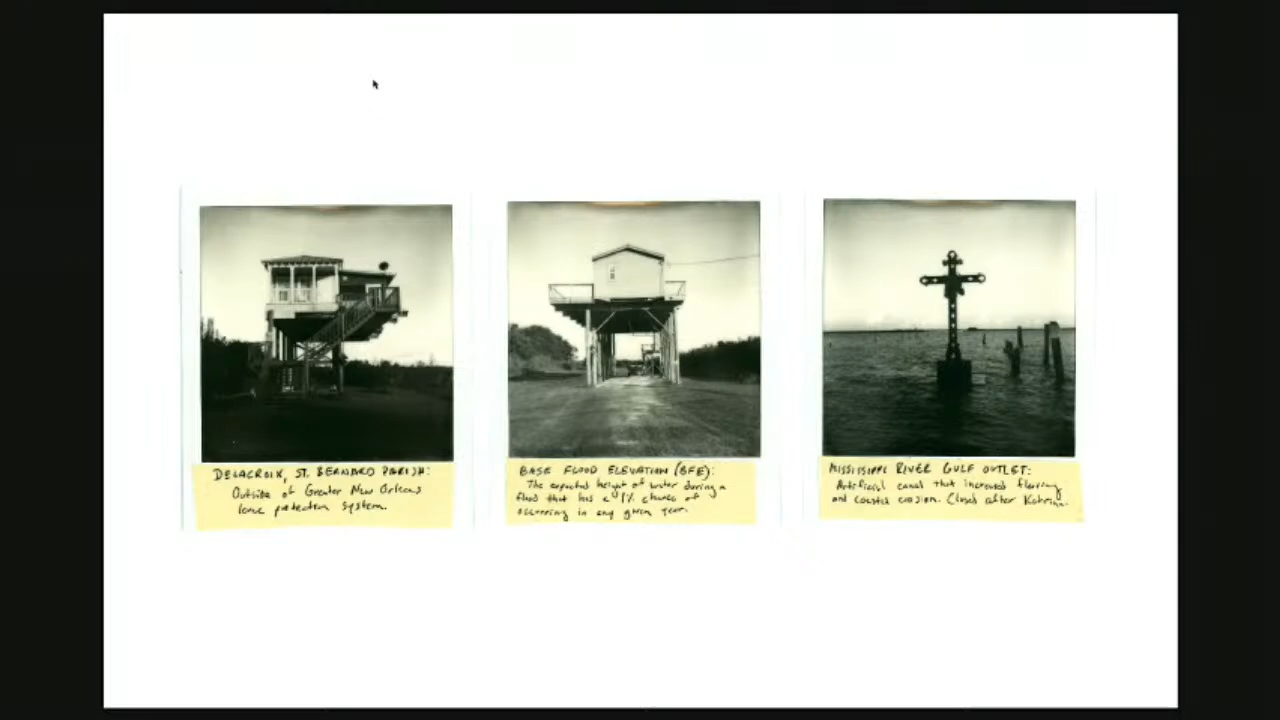 DELACROIX, ST. BERNARD PARISH:
Outside of Greater New Orleans
levee protection system.
BASE FLOOD ELEVATION (BFE):
The expected height of water during a
flood that has a 1% chance of
occurring in any given year.
MISSISSIPPI RIVER GULF OUTLET:
Artificial canal that increased flooding
and coastal erosion. Closed after Katrina.